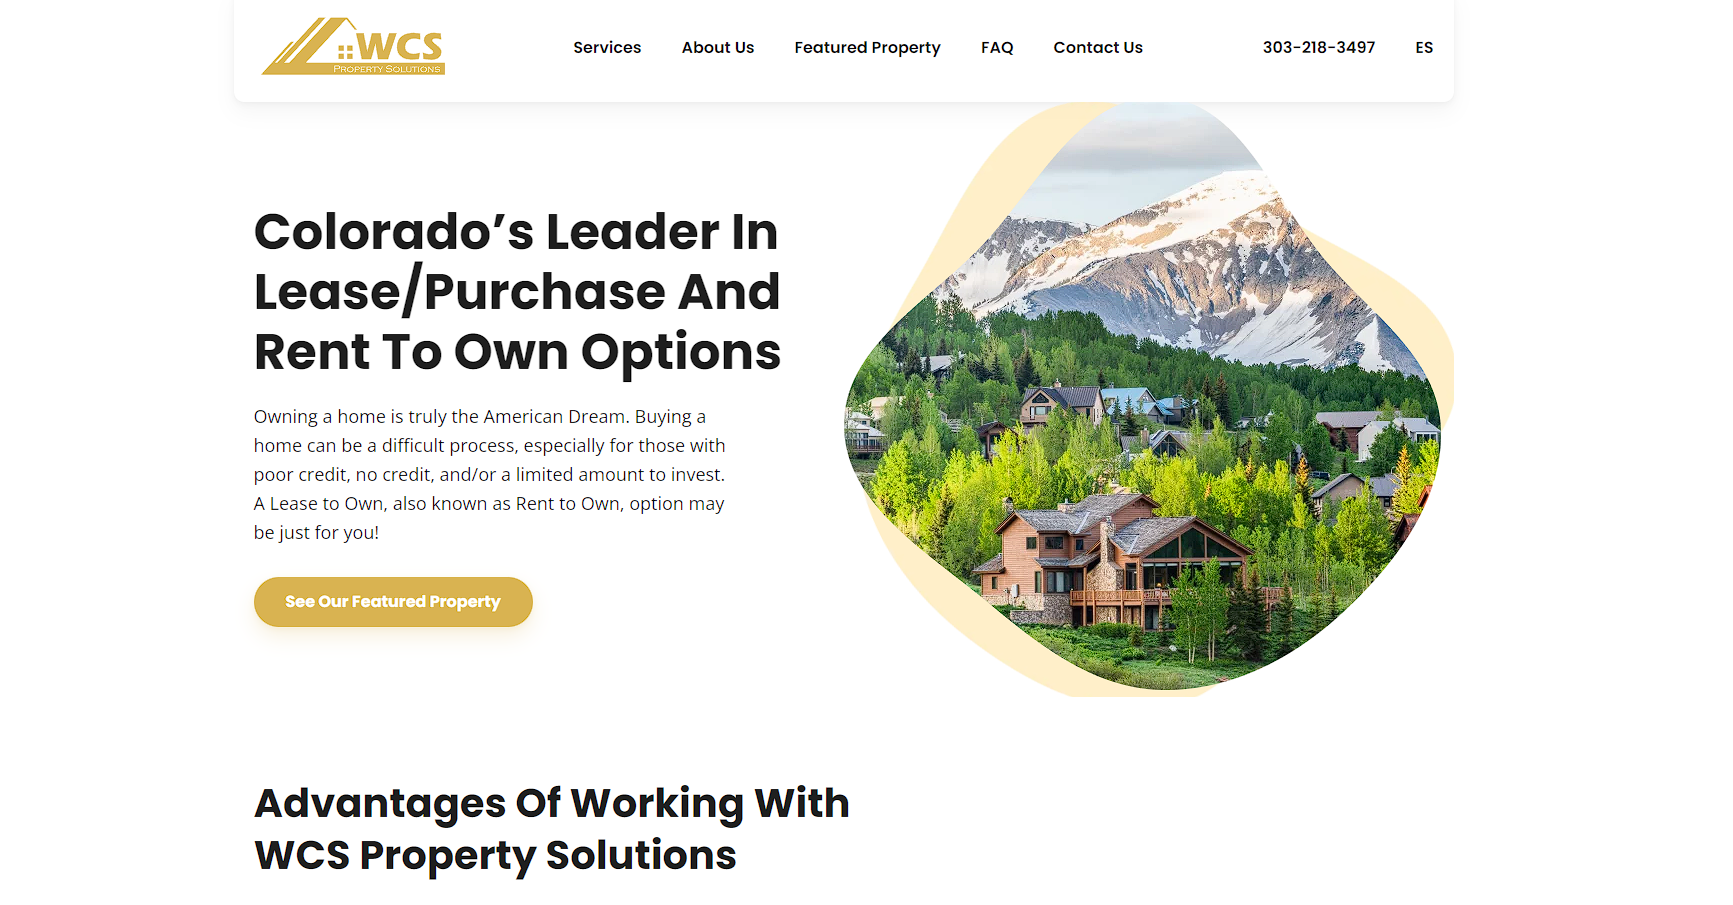 WCS
PROPERTY SOLUTIONS
Services
About Us
Featured Property
FAQ
Contact Us
303-218-3497
ES
Colorado’s Leader In
Lease/Purchase And
Rent To Own Options
Owning a home is truly the American Dream. Buying a
home can be a difficult process, especially for those with
poor credit, no credit, and/or a limited amount to invest.
A Lease to Own, also known as Rent to Own, option may
be just for you!
See Our Featured Property
Advantages Of Working With
WCS Property Solutions